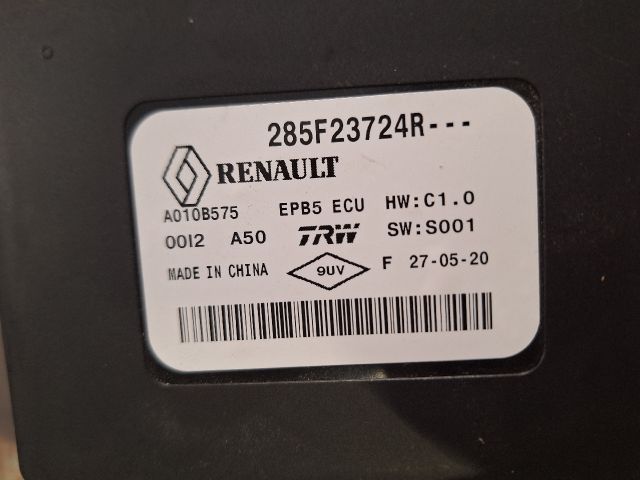 285F23724R---
RENAULT
A010B575 EPB5 ECU HW:C1.0
00I2 A50 TRW SW:S001
MADE IN CHINA 9UV F 27-05-20